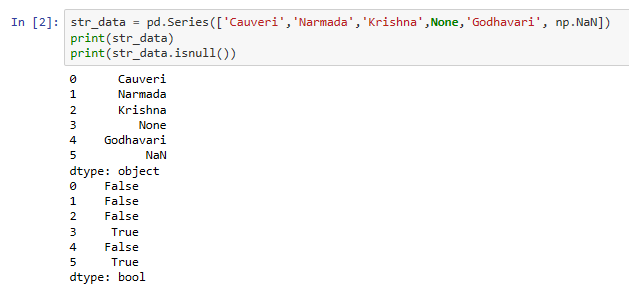 In [2]: str_data = pd.Series(['Cauveri','Narmada','Krishna',None,'Godhavari', np.NaN])
print(str_data)
print(str_data.isnull())
0 Cauveri
1 Narmada
2 Krishna
3 None
4 Godhavari
5 NaN
dtype: object
0 False
1 False
2 False
3 True
4 False
5 True
dtype: bool